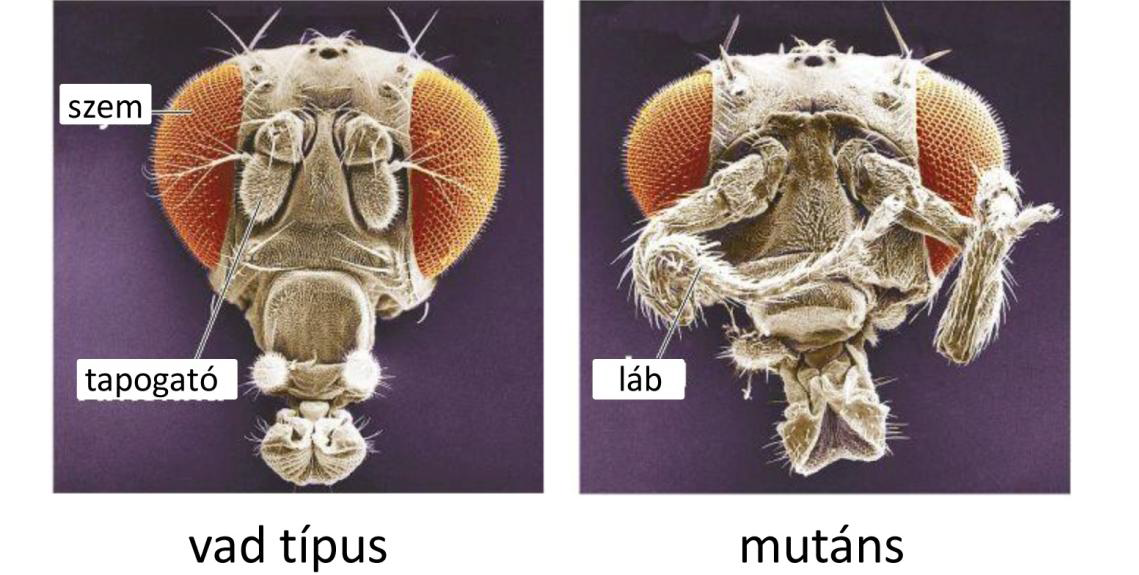 szem
tapogató
láb
vad típus
mutáns